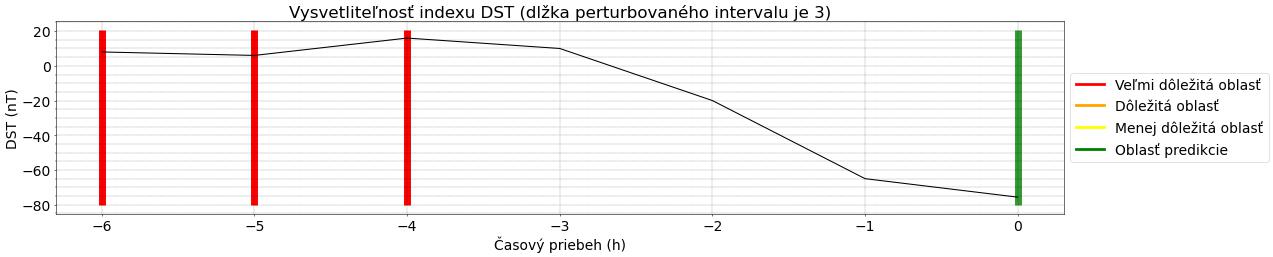 Vysvetliteľnosť indexu DST (dlžka perturbovaného intervalu je 3)
20
0
−20
−40
−60
−80
DST (nT)
−6 −5 −4 −3 −2 −1 0
Časový priebeh (h)
Veľmi dôležitá oblasť
Dôležitá oblasť
Menej dôležitá oblasť
Oblasť predikcie